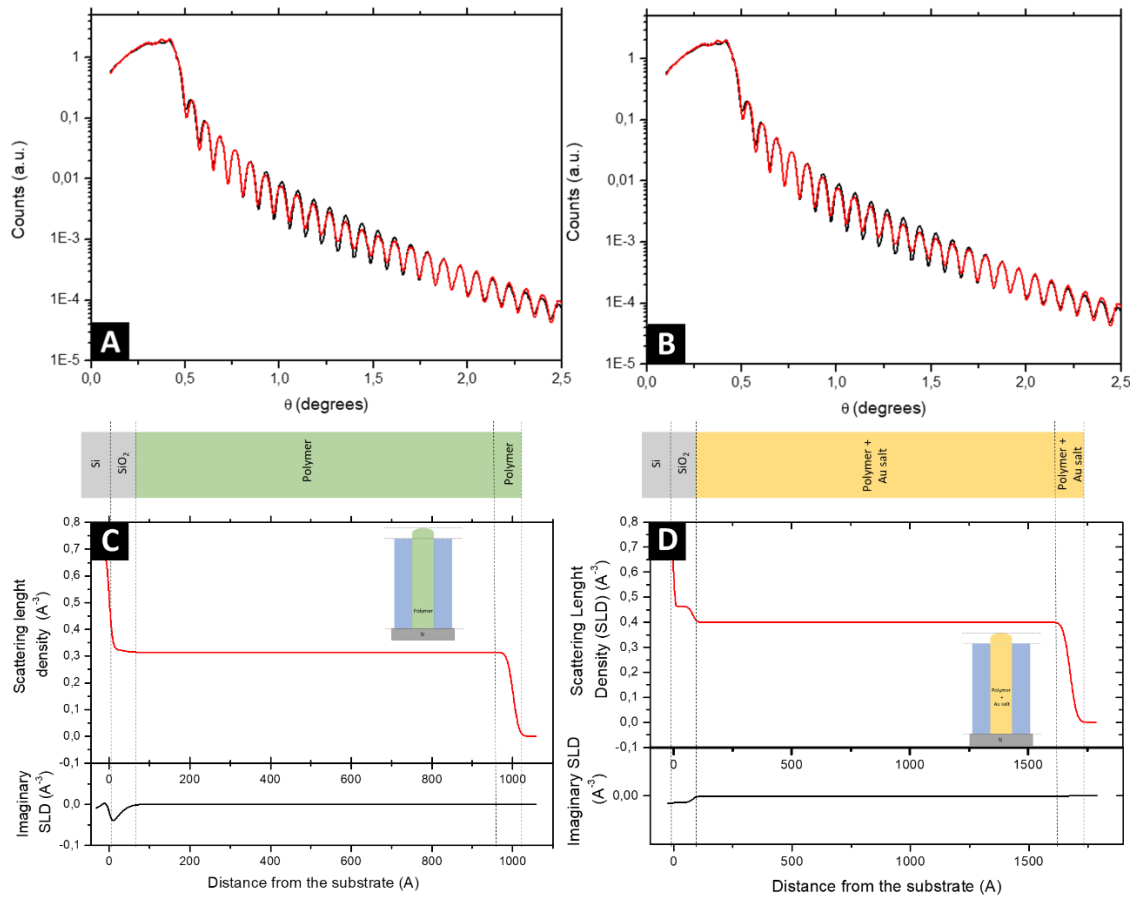 1
0,1
0,01
1E-3
1E-4
1E-5
Counts (a.u.)
A
0,0 0,5 1,0 1,5 2,0 2,5
θ (degrees)
1
0,1
0,01
1E-3
1E-4
1E-5
Counts (a.u.)
B
0,0 0,5 1,0 1,5 2,0 2,5
θ (degrees)
Si
SiO2
Polymer
Polymer
0,8
0,7
0,6
0,5
0,4
0,3
0,2
0,1
0,0
-0,1
Scattering lenght
density (A-3)
C
Polymer
Si
0 200 400 600 800 1000
0,0
-0,1
Imaginary
SLD (A-3)
0 200 400 600 800 1000
Distance from the substrate (A)
Si
SiO2
Polymer +
Au salt
Polymer +
Au salt
0,8
0,7
0,6
0,5
0,4
0,3
0,2
0,1
0,0
-0,1
Scattering Lenght
Density (SLD) (A-3)
D
Polymer
+
Au salt
Si
0 500 1000 1500
0,00
Imaginary SLD
(A-3)
0 500 1000 1500
Distance from the substrate (A)